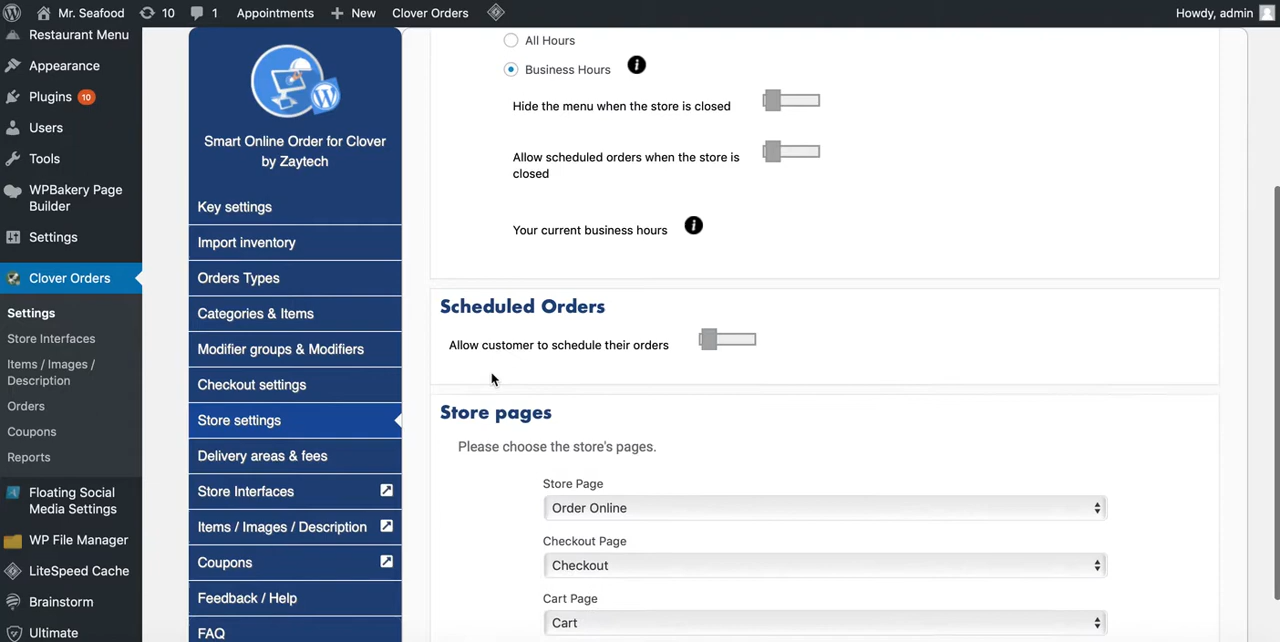 Mr. Seafood
10
1
Appointments
New
Clover Orders
Howdy, admin
Restaurant Menu
Appearance
Plugins 10
Users
Tools
WPBakery Page
Builder
Settings
Clover Orders
Settings
Store Interfaces
Items / Images /
Description
Orders
Coupons
Reports
Floating Social
Media Settings
WP File Manager
LiteSpeed Cache
Brainstorm
Ultimate
Smart Online Order for Clover
by Zaytech
Key settings
Import inventory
Orders Types
Categories & Items
Modifier groups & Modifiers
Checkout settings
Store settings
Delivery areas & fees
Store Interfaces
Items / Images / Description
Coupons
Feedback / Help
FAQ
All Hours
Business Hours
Hide the menu when the store is closed
Allow scheduled orders when the store is
closed
Your current business hours
Scheduled Orders
Allow customer to schedule their orders
Store pages
Please choose the store's pages.
Store Page
Order Online
Checkout Page
Checkout
Cart Page
Cart